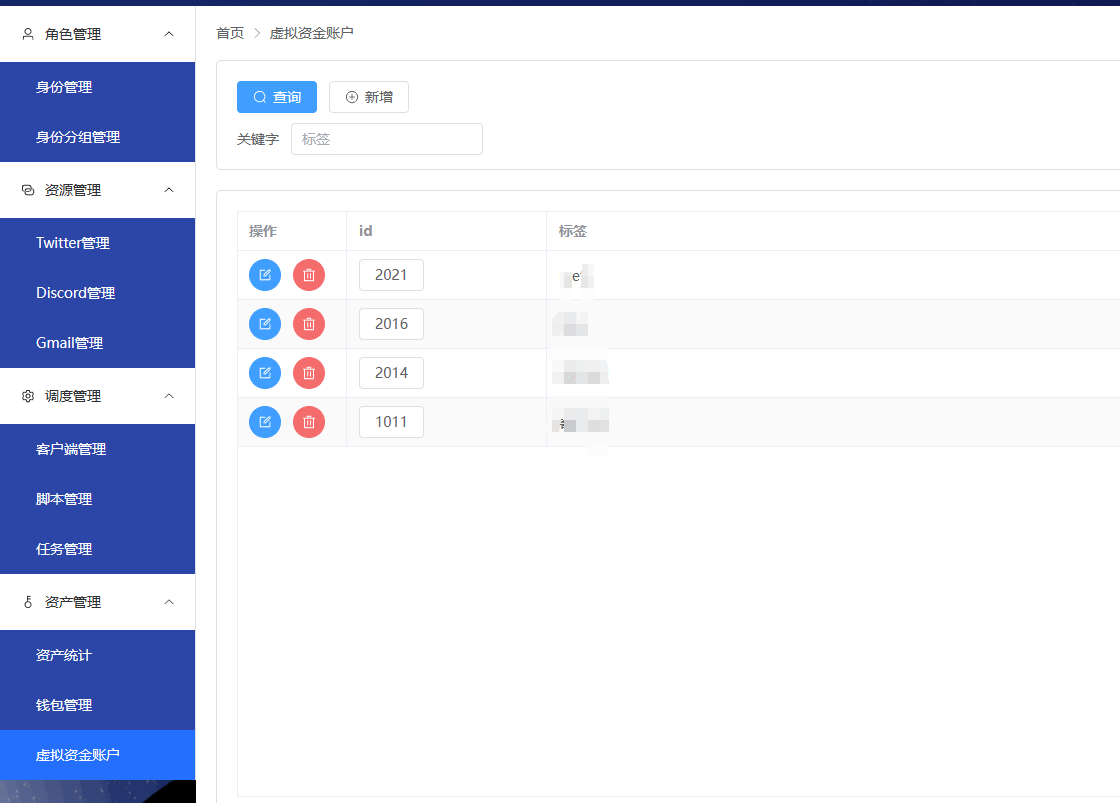 角色管理
身份管理
身份分组管理
资源管理
Twitter管理
Discord管理
Gmail管理
调度管理
客户端管理
脚本管理
任务管理
资产管理
资产统计
钱包管理
虚拟资金账户
首页 > 虚拟资金账户
查询 新增
关键字 标签
操作 id 标签
2021
2016
2014
1011